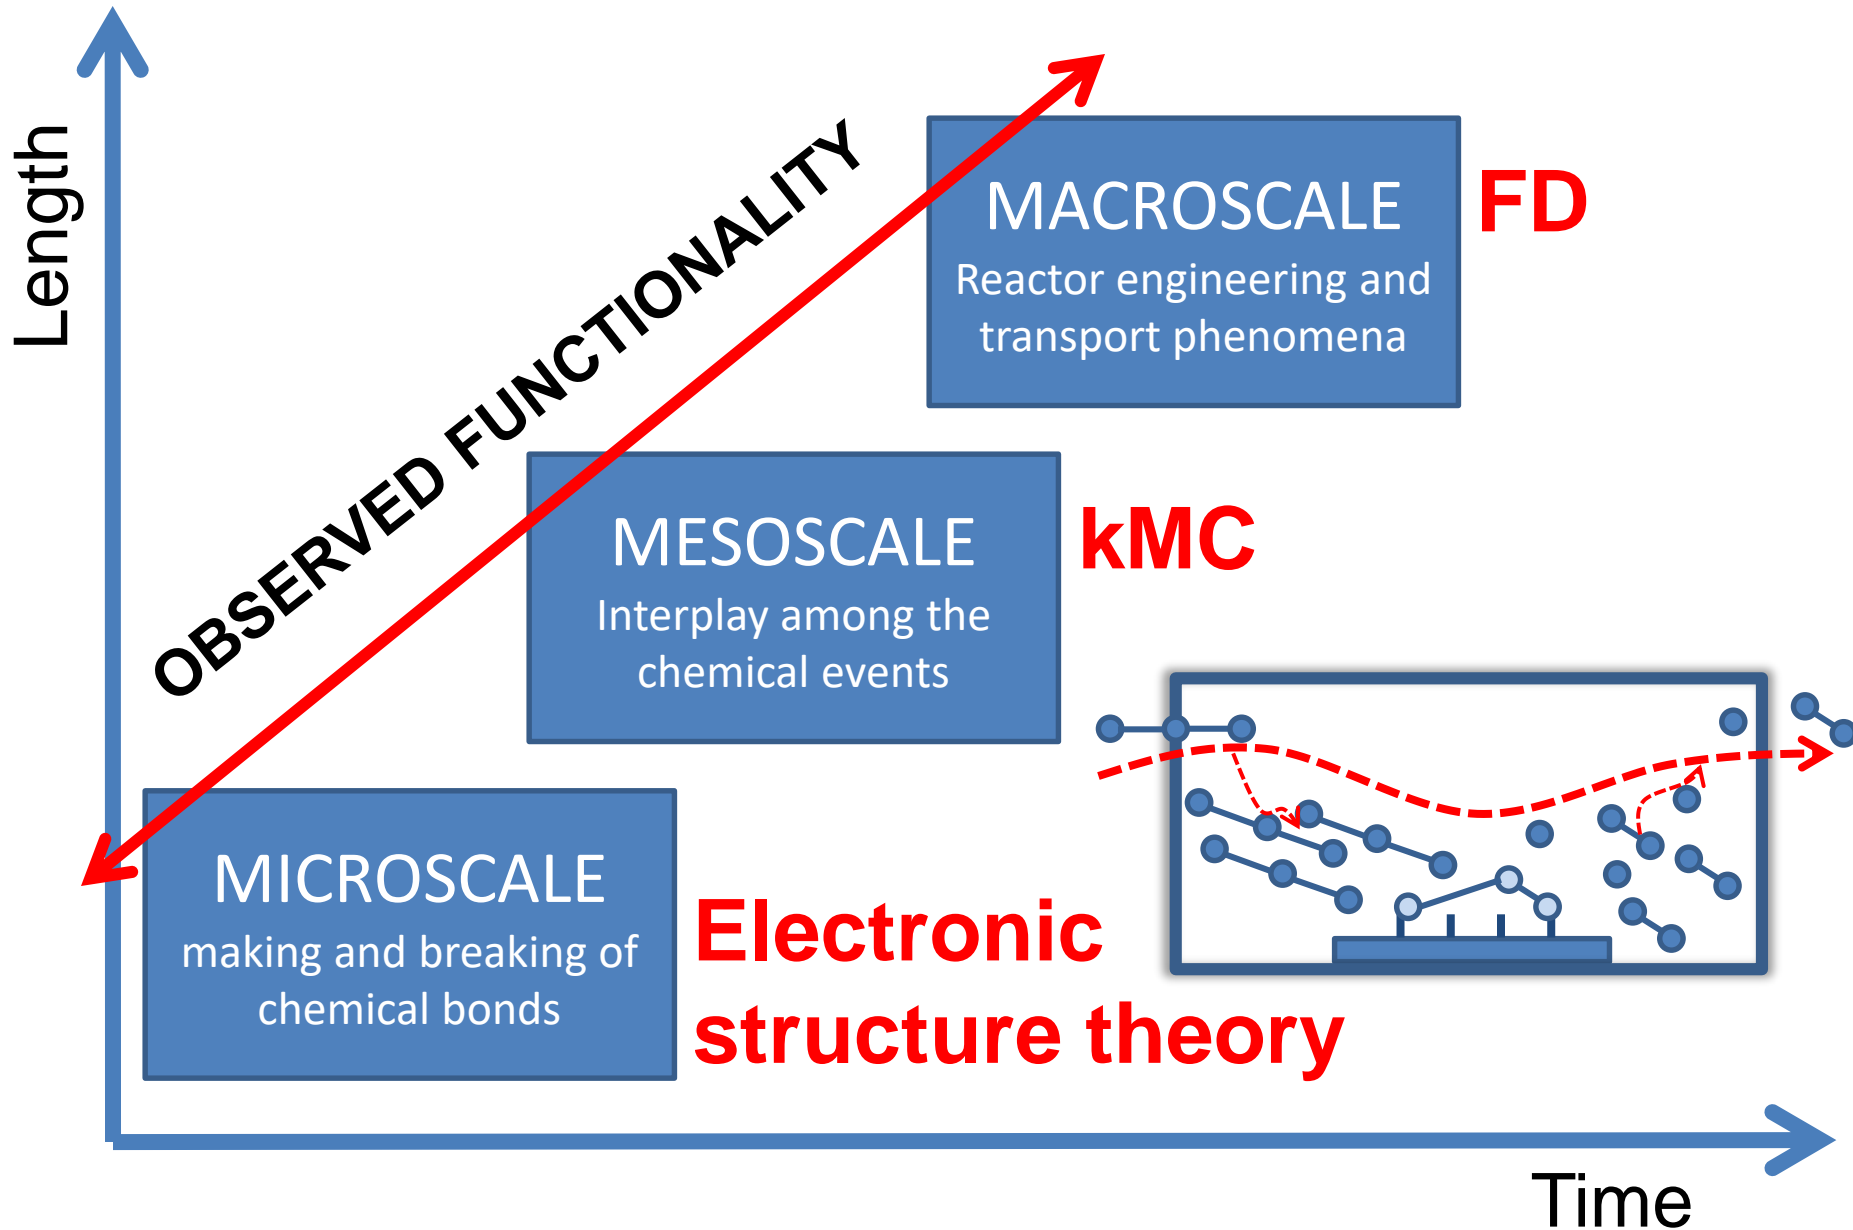 Length
OBSERVED FUNCTIONALITY
MACROSCALE
Reactor engineering and
transport phenomena
FD
MESOSCALE
Interplay among the
chemical events
kMC
MICROSCALE
making and breaking of
chemical bonds
Electronic
structure theory
Time